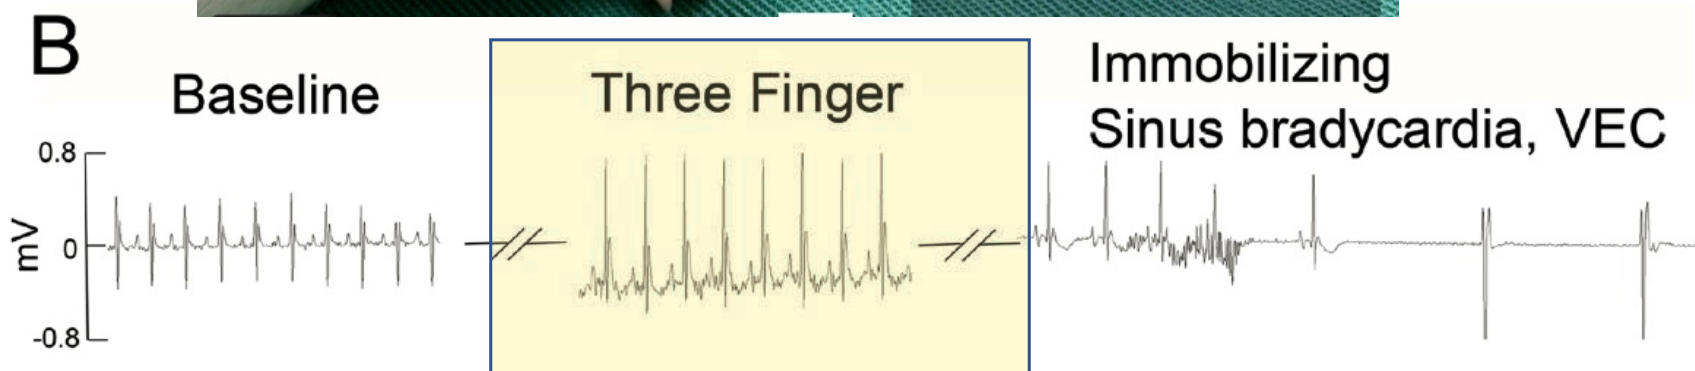 B
Baseline
Three Finger
Immobilizing
Sinus bradycardia, VEC
0.8
mV
0
-0.8